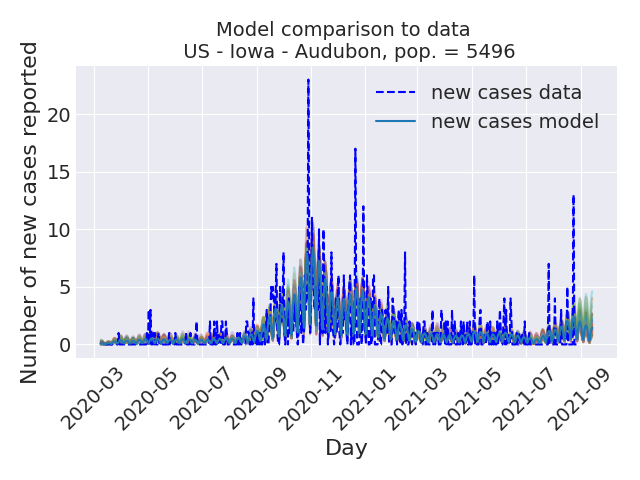 Model comparison to data
US - Iowa - Audubon, pop. = 5496
new cases data
new cases model
Number of new cases reported
20
15
10
5
0
2020-03
2020-05
2020-07
2020-09
2020-11
2021-01
2021-03
2021-05
2021-07
2021-09
Day